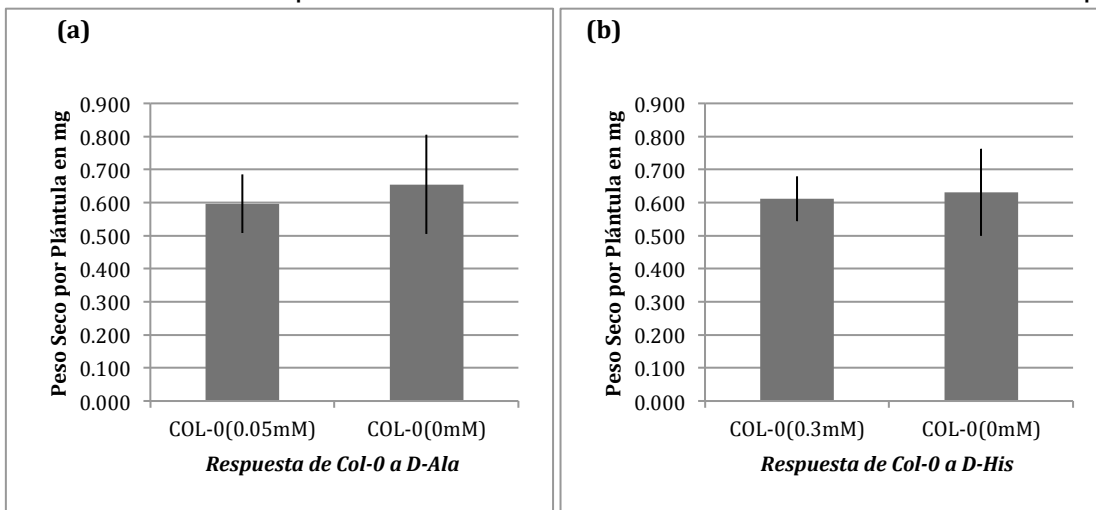 (a)
Peso Seco por Plántula en mg
0.900
0.800
0.700
0.600
0.500
0.400
0.300
0.200
0.100
0.000
COL-0(0.05mM) COL-0(0mM)
Respuesta de Col-0 a D-Ala
(b)
Peso Seco por Plántula en mg
0.900
0.800
0.700
0.600
0.500
0.400
0.300
0.200
0.100
0.000
COL-0(0.3mM) COL-0(0mM)
Respuesta de Col-0 a D-His